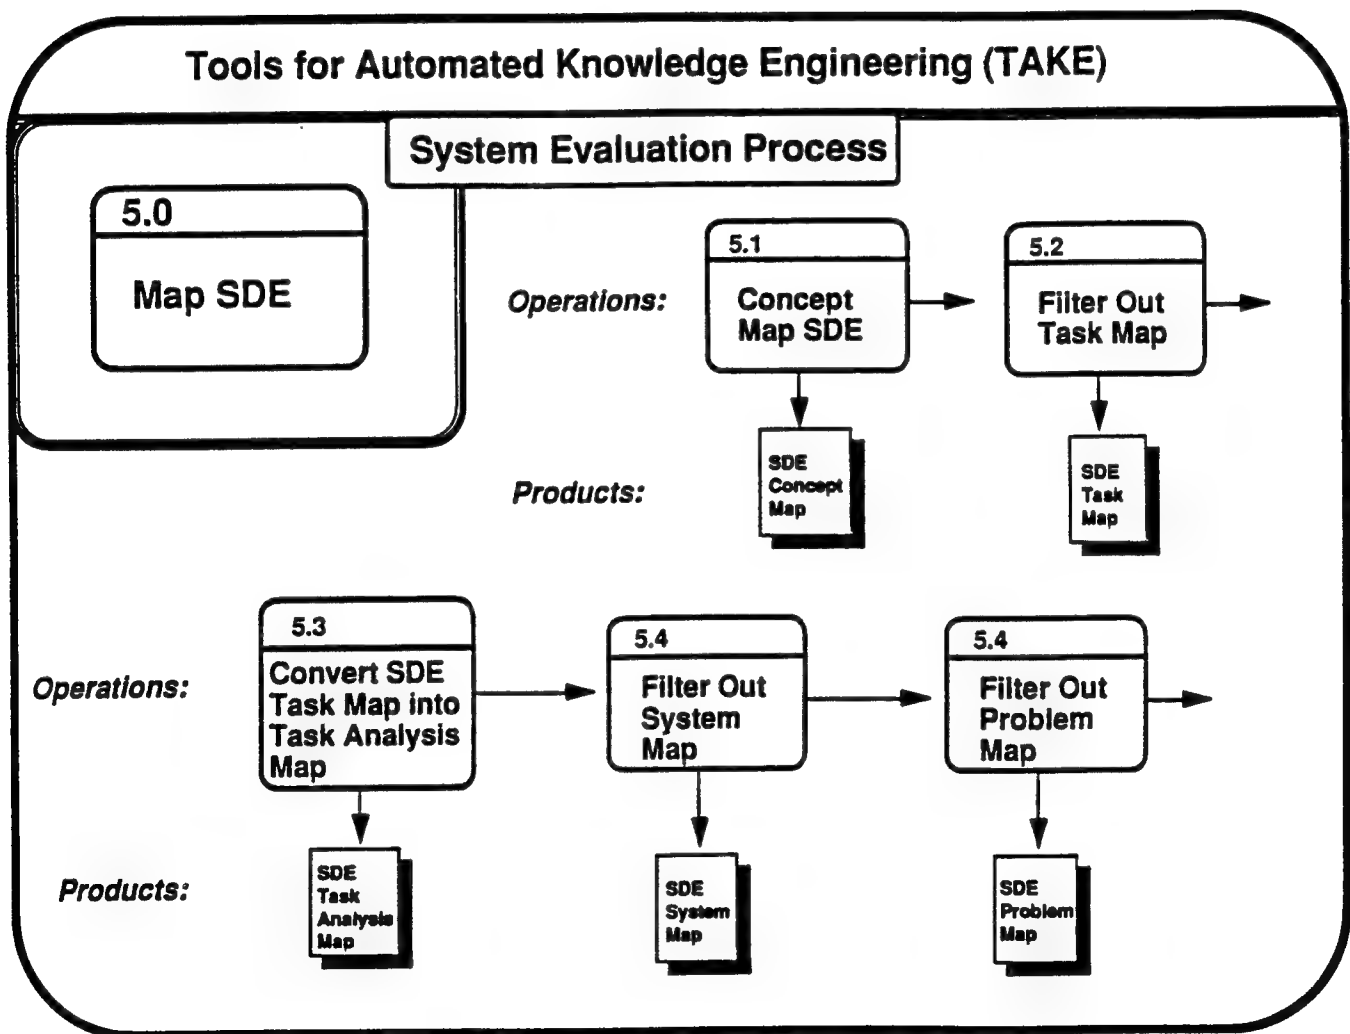 Tools for Automated Knowledge Engineering (TAKE)
System Evaluation Process
5.0
Map SDE
Operations:
5.1
Concept
Map SDE
5.2
Filter Out
Task Map
Products:
SDE
Concept
Map
SDE
Task
Map
Operations:
5.3
Convert SDE
Task Map into
Task Analysis
Map
5.4
Filter Out
System
Map
5.4
Filter Out
Problem
Map
Products:
SDE
Task
Analysis
Map
SDE
System
Map
SDE
Problem
Map